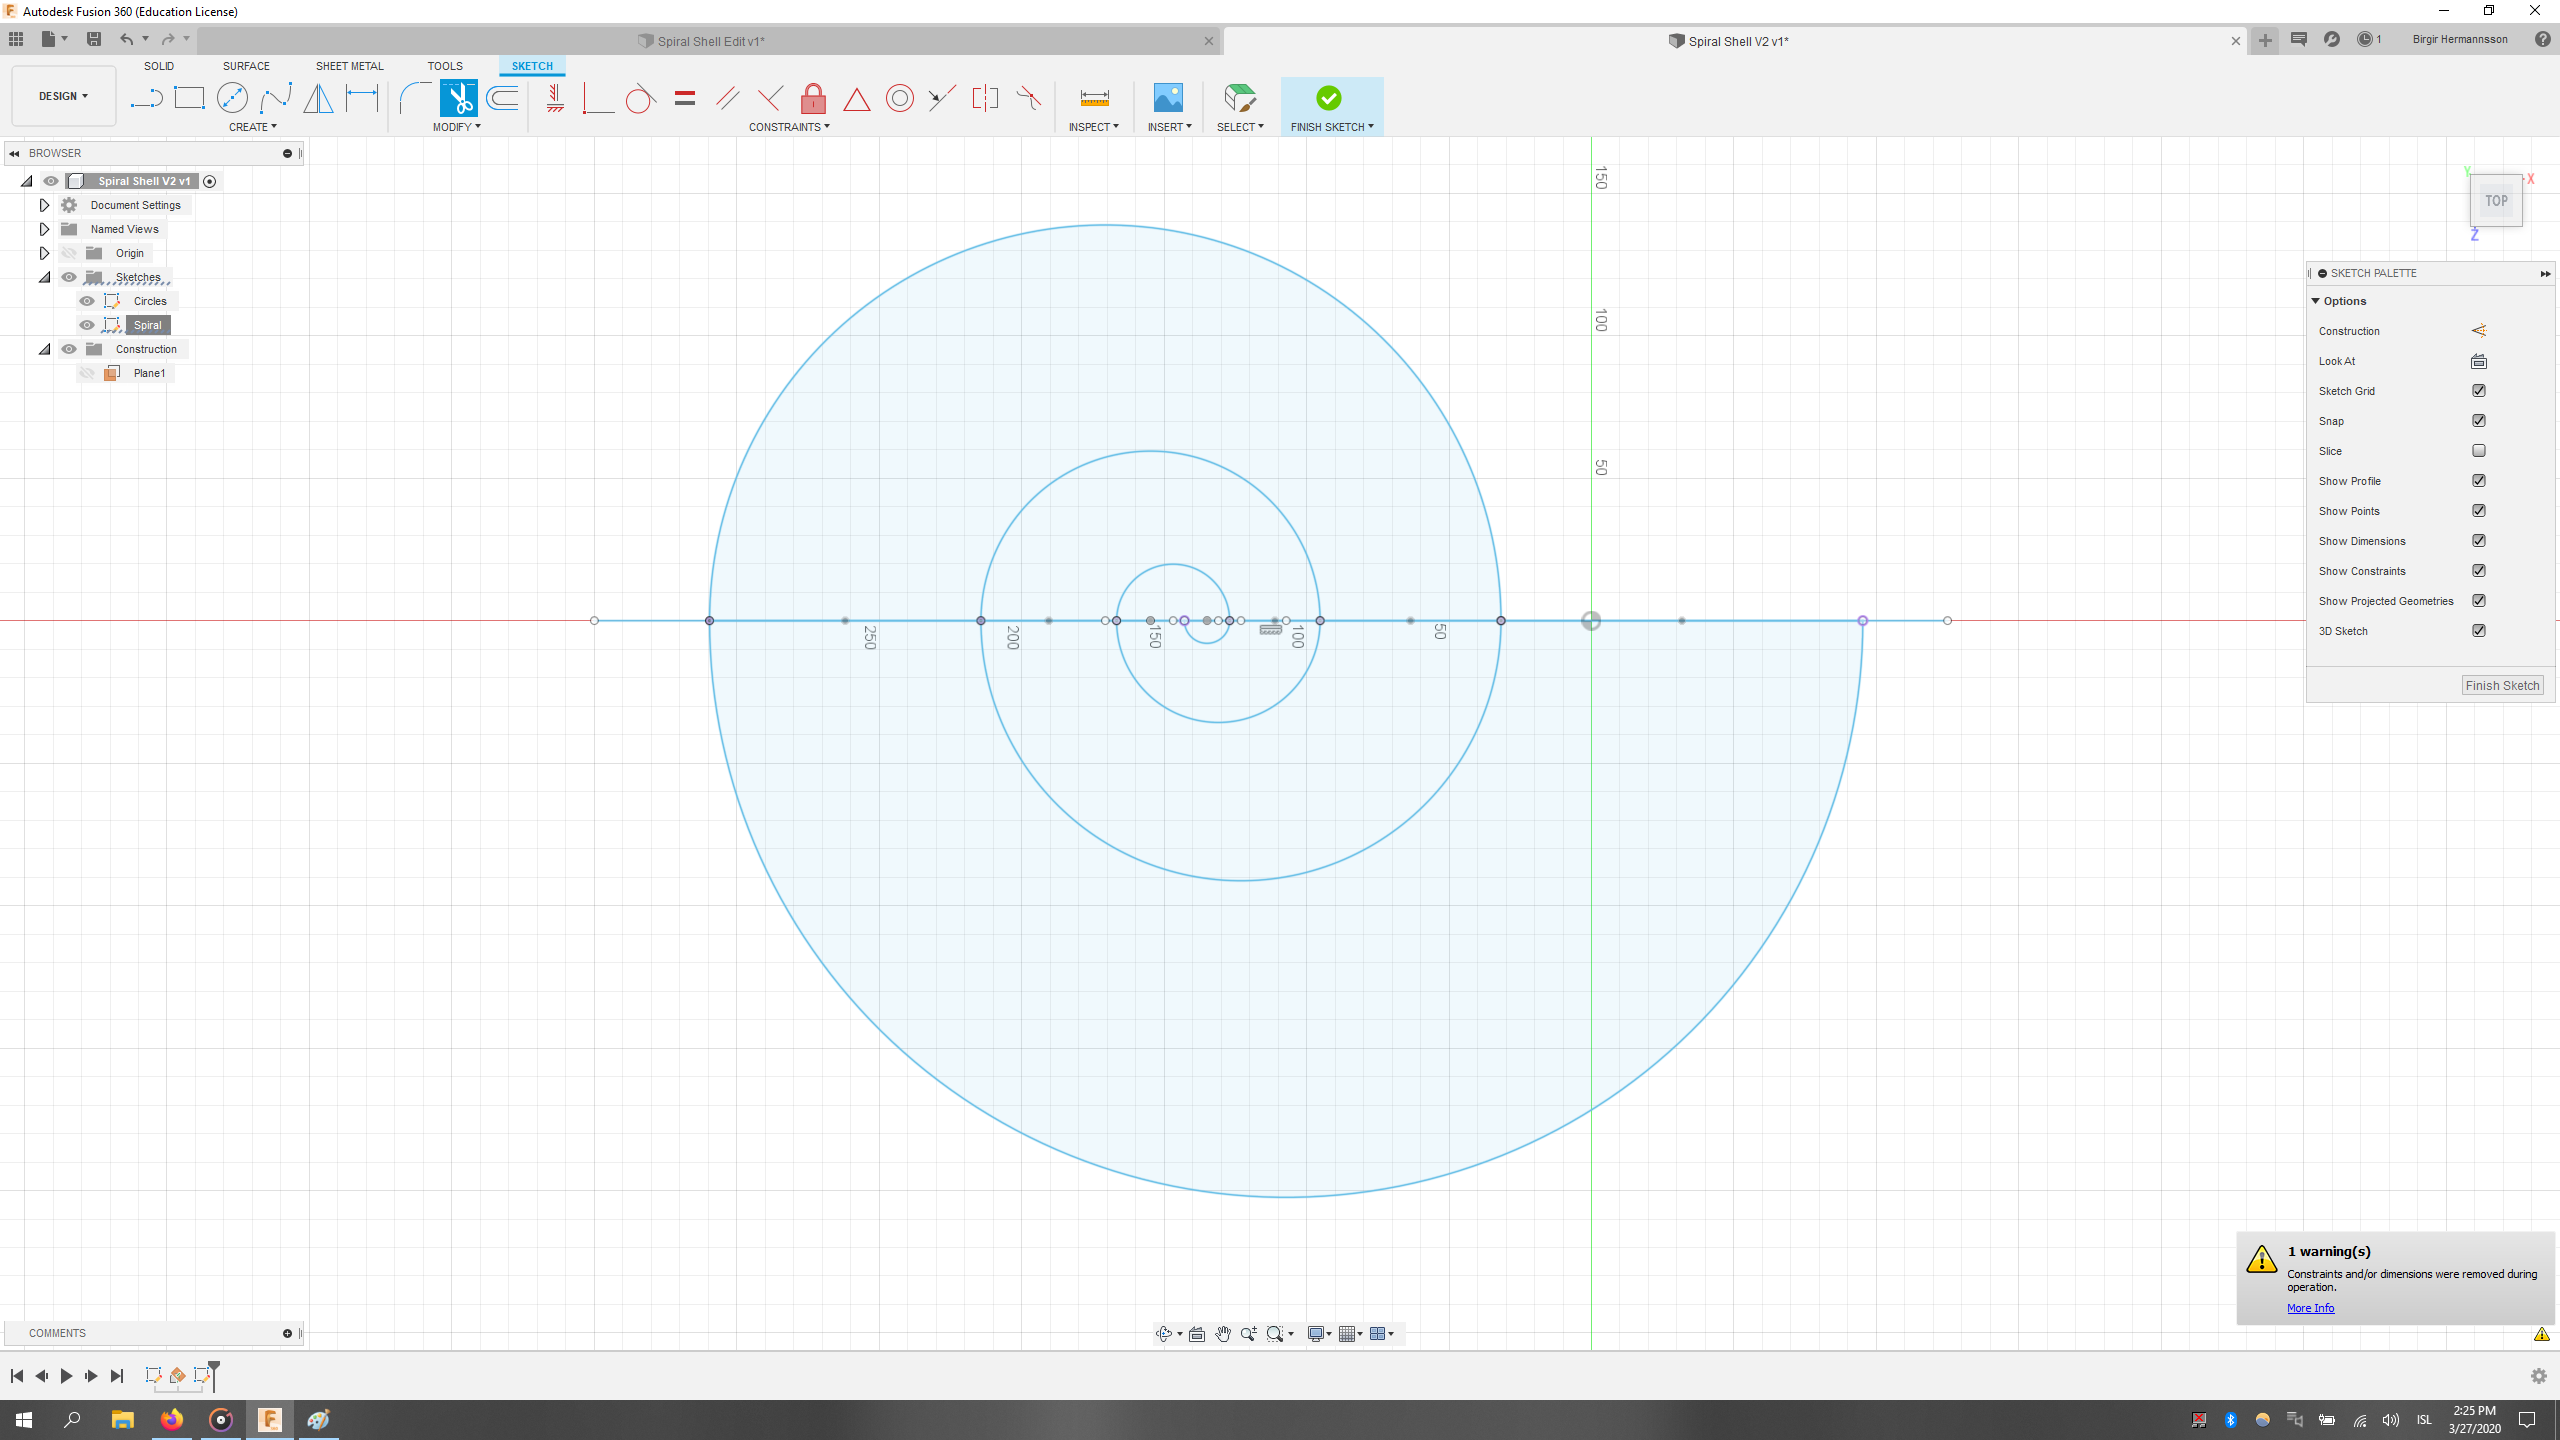 Autodesk Fusion 360 (Education License)
Spiral Shell Edit v1*
Spiral Shell V2 v1*
1
Birgir Hermannsson
DESIGN
SOLID
SURFACE
SHEET METAL
TOOLS
SKETCH
CREATE
MODIFY
CONSTRAINTS
INSPECT
INSERT
SELECT
FINISH SKETCH
BROWSER
Spiral Shell V2 v1
Document Settings
Named Views
Origin
Sketches
Circles
Spiral
Construction
Plane1
150
100
50
250
200
150
100
50
Y
X
TOP
Z
SKETCH PALETTE
Options
Construction
Look At
Sketch Grid
Snap
Slice
Show Profile
Show Points
Show Dimensions
Show Constraints
Show Projected Geometries
3D Sketch
Finish Sketch
1 warning(s)
Constraints and/or dimensions were removed during
operation.
More Info
COMMENTS
ISL
2:25 PM
3/27/2020